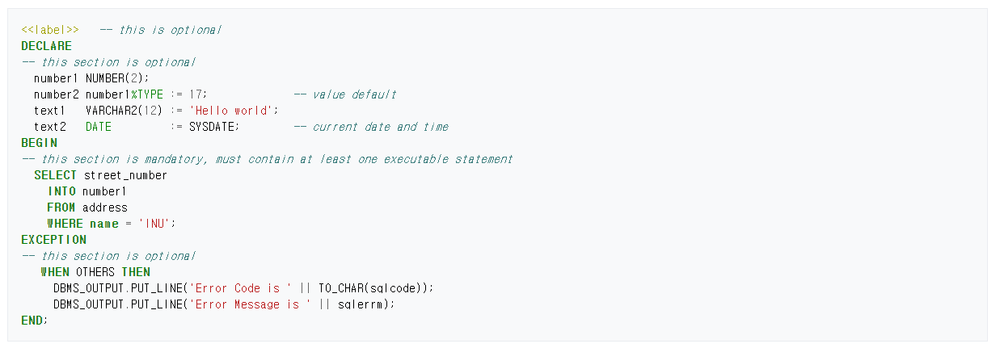 <<label>>   -- this is optional
DECLARE
-- this section is optional
  number1 NUMBER(2);
  number2 number1%TYPE := 17;             -- value default
  text1   VARCHAR2(12) := 'Hello world';
  text2   DATE         := SYSDATE;        -- current date and time
BEGIN
-- this section is mandatory, must contain at least one executable statement
  SELECT street_number
    INTO number1
    FROM address
    WHERE name = 'INU';
EXCEPTION
-- this section is optional
   WHEN OTHERS THEN
     DBMS_OUTPUT.PUT_LINE('Error Code is ' || TO_CHAR(sqlcode));
     DBMS_OUTPUT.PUT_LINE('Error Message is ' || sqlerrm);
END;